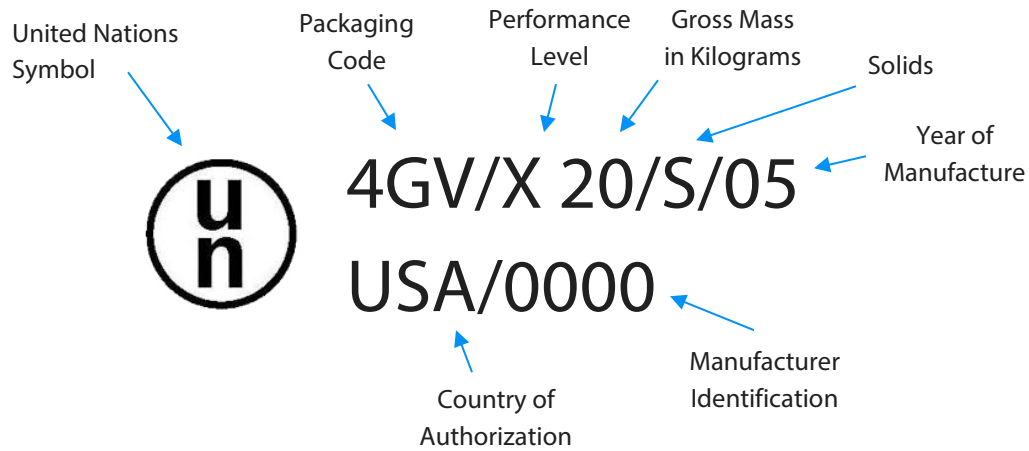 United Nations
Symbol
Packaging
Code
Performance
Level
Gross Mass
in Kilograms
Solids
Year of
Manufacture
un
4GV/X 20/S/05
USA/0000
Country of
Authorization
Manufacturer
Identification